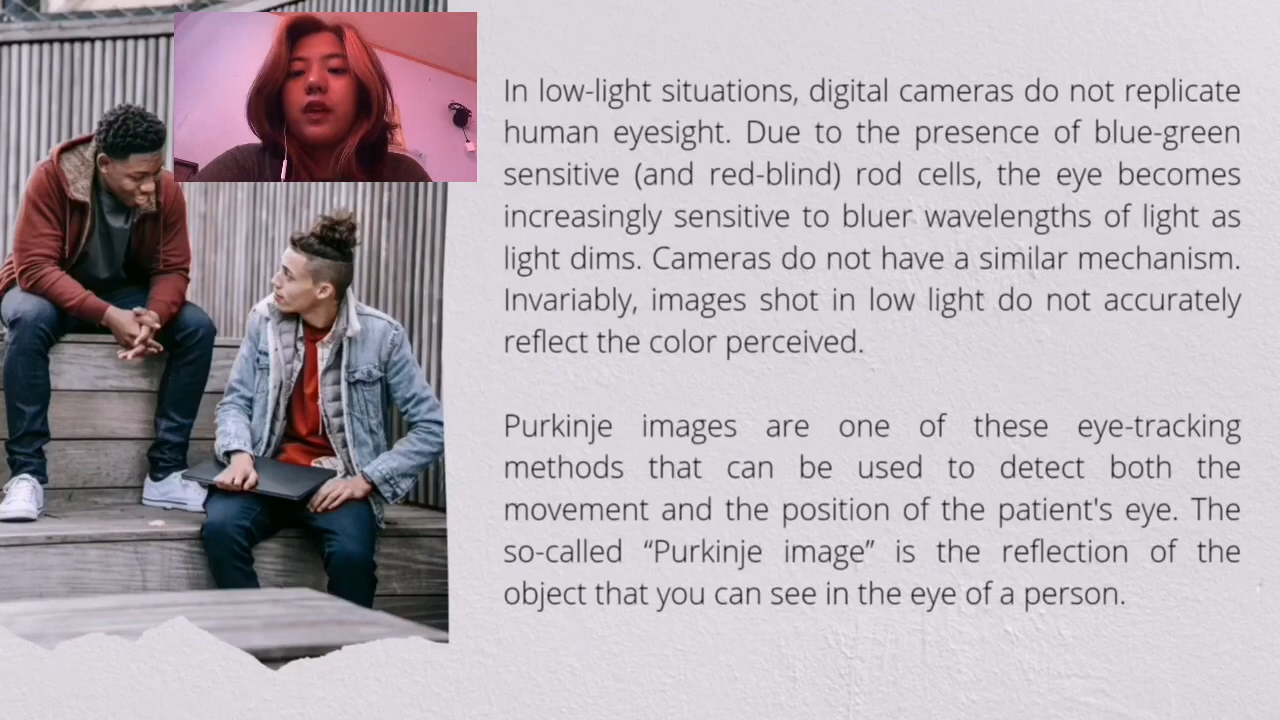 In low-light situations, digital cameras do not replicate
human eyesight. Due to the presence of blue-green
sensitive (and red-blind) rod cells, the eye becomes
increasingly sensitive to bluer wavelengths of light as
light dims. Cameras do not have a similar mechanism.
Invariably, images shot in low light do not accurately
reflect the color perceived.
Purkinje images are one of these eye-tracking
methods that can be used to detect both the
movement and the position of the patient's eye. The
so-called “Purkinje image” is the reflection of the
object that you can see in the eye of a person.